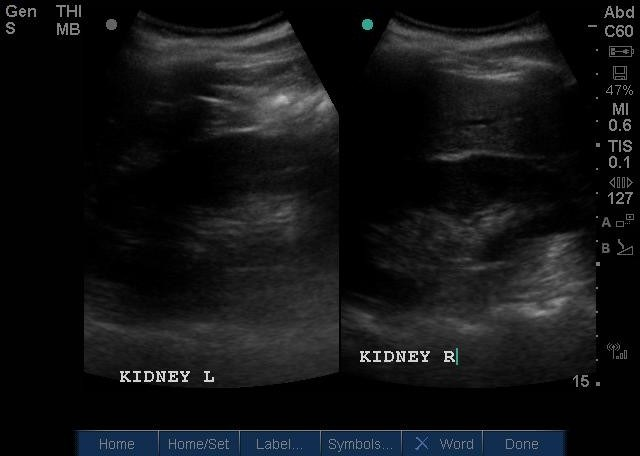 Gen
S
THI
MB
Abd
C60
47%
MI
0.6
TIS
0.1
127
A
B
KIDNEY L
KIDNEY R
15
Home
Home/Set
Label...
Symbols...
X Word
Done